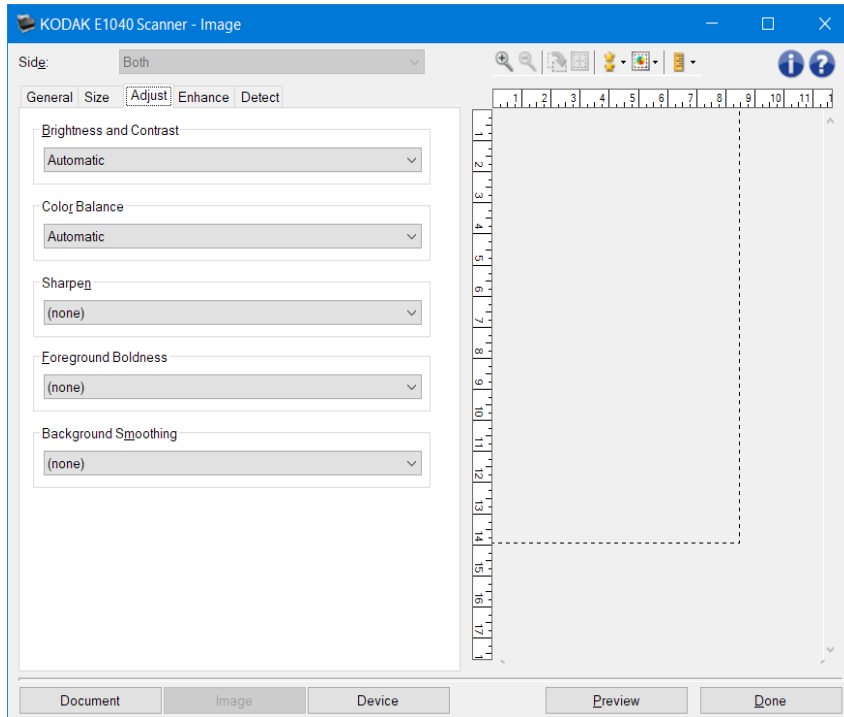 KODAK E1040 Scanner - Image
Side: Both
General Size Adjust Enhance Detect
Brightness and Contrast
Automatic
Color Balance
Automatic
Sharpen
(none)
Foreground Boldness
(none)
Background Smoothing
(none)
1 2 3 4 5 6 7 8 9 10 11 1
1
2
3
4
5
6
7
8
9
10
11
12
13
14
15
16
17
1
Document Image Device Preview Done